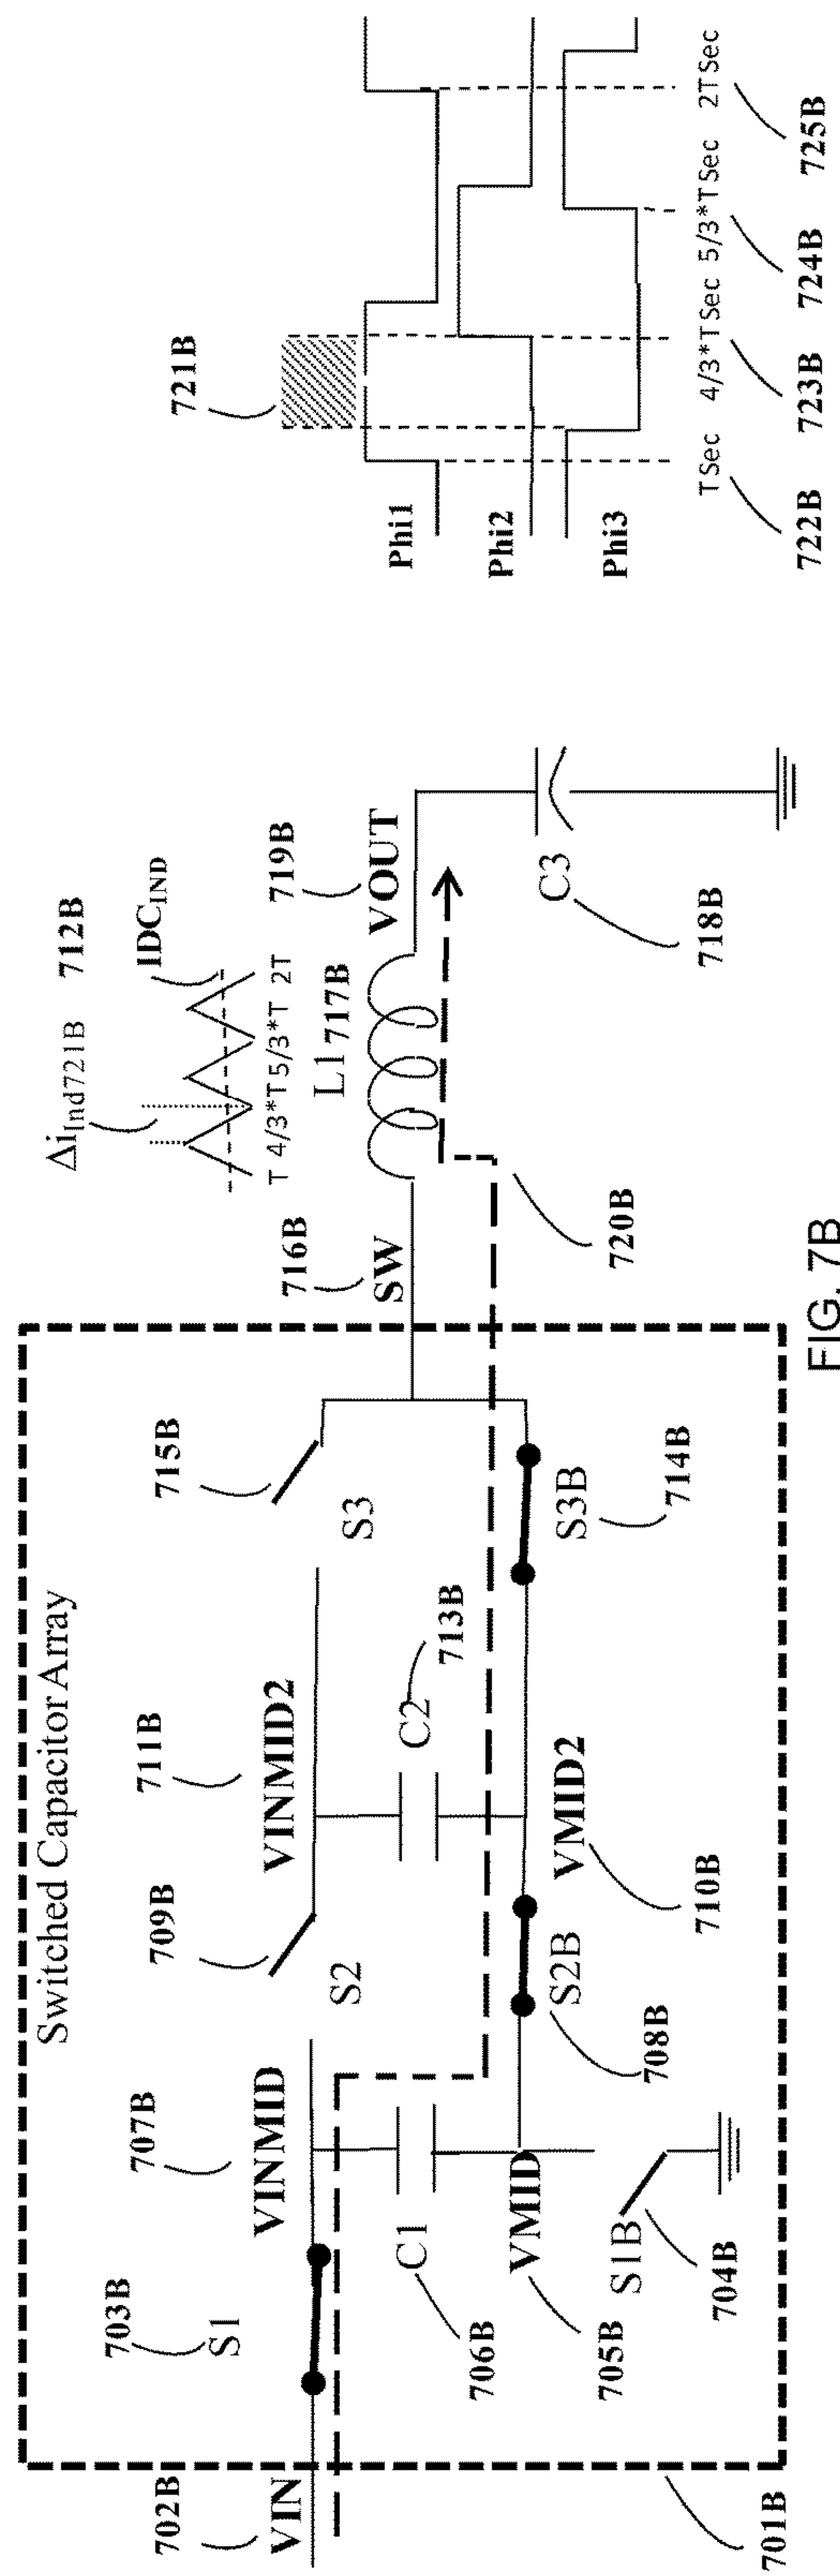 Switched Capacitor Array
702B
VIN
703B
S1
707B
VINMID
709B
S2
711B
VINMID2
715B
S3
706B
C1
705B
VMID
S1B
704B
708B
S2B
VMID2
710B
C2
713B
S3B
714B
701B
716B
SW
ΔiInd721B
712B
IDCIND
T 4/3*T 5/3*T 2T
L1
717B
719B
VOUT
720B
C3
718B
721B
Phi1
Phi2
Phi3
TSec 4/3*TSec 5/3*TSec 2TSec
722B
723B
724B
725B
FIG. 7B